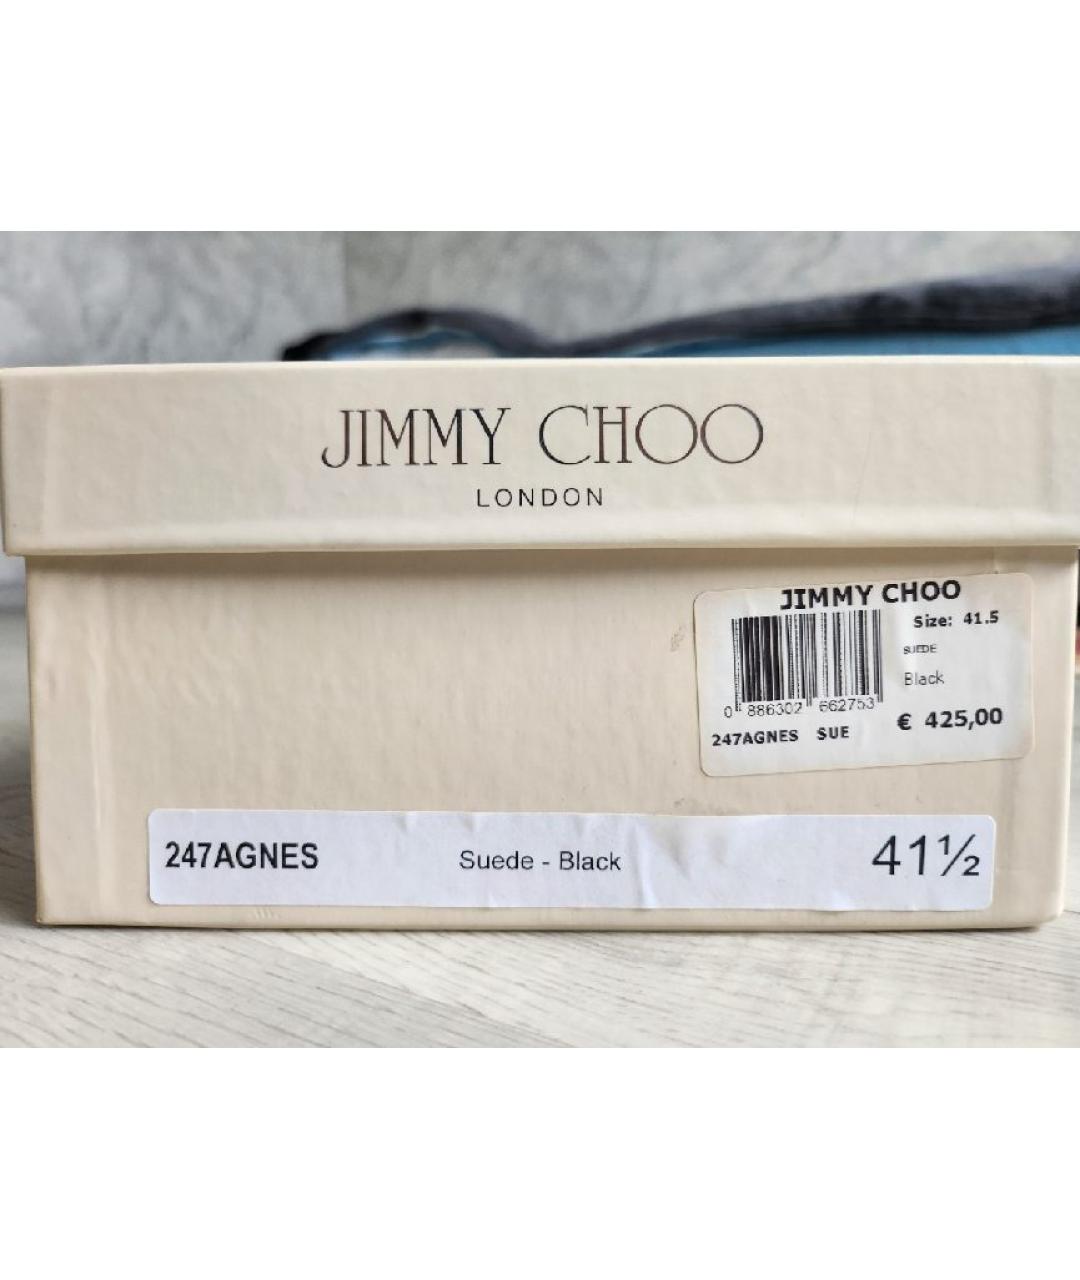 JIMMY CHOO
LONDON
JIMMY CHOO
Size: 41.5
SUEDE
Black
0 886302 662753
€ 425,00
247AGNES SUE
247AGNES Suede - Black 41½